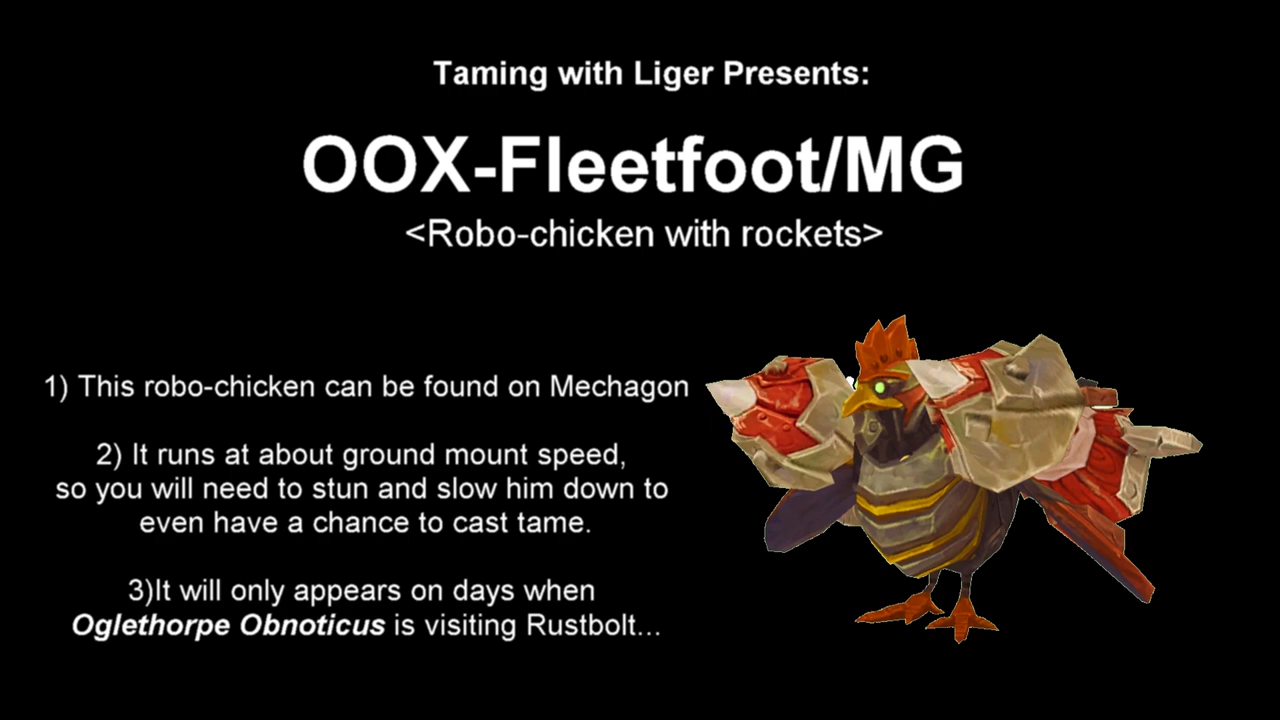 Taming with Liger Presents:
OOX-Fleetfoot/MG
<Robo-chicken with rockets>
1) This robo-chicken can be found on Mechagon
2) It runs at about ground mount speed,
so you will need to stun and slow him down to
even have a chance to cast tame.
3)It will only appears on days when
Oglethorpe Obnoticus is visiting Rustbolt...